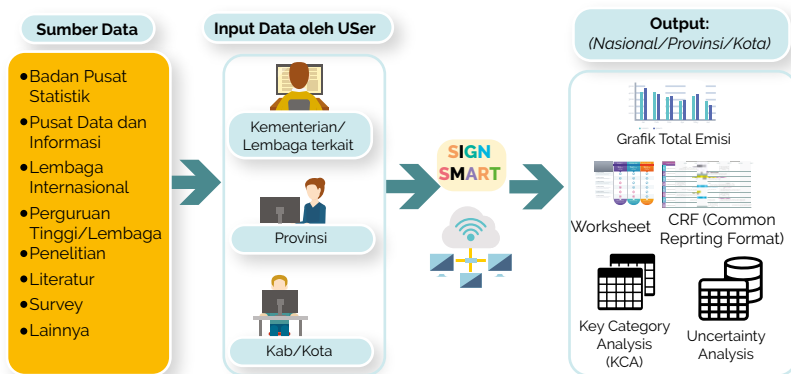 Sumber Data
•Badan Pusat
Statistik
•Pusat Data dan
Informasi
•Lembaga
Internasional
•Perguruan
Tinggi/Lembaga
•Penelitian
•Literatur
•Survey
•Lainnya
Input Data oleh USer
Kementerian/
Lembaga terkait
Provinsi
Kab/Kota
SIGN
SMART
Output:
(Nasional/Provinsi/Kota)
Grafik Total Emisi
Worksheet
CRF (Common
Reprting Format)
Key Category
Analysis
(KCA)
Uncertainty
Analysis